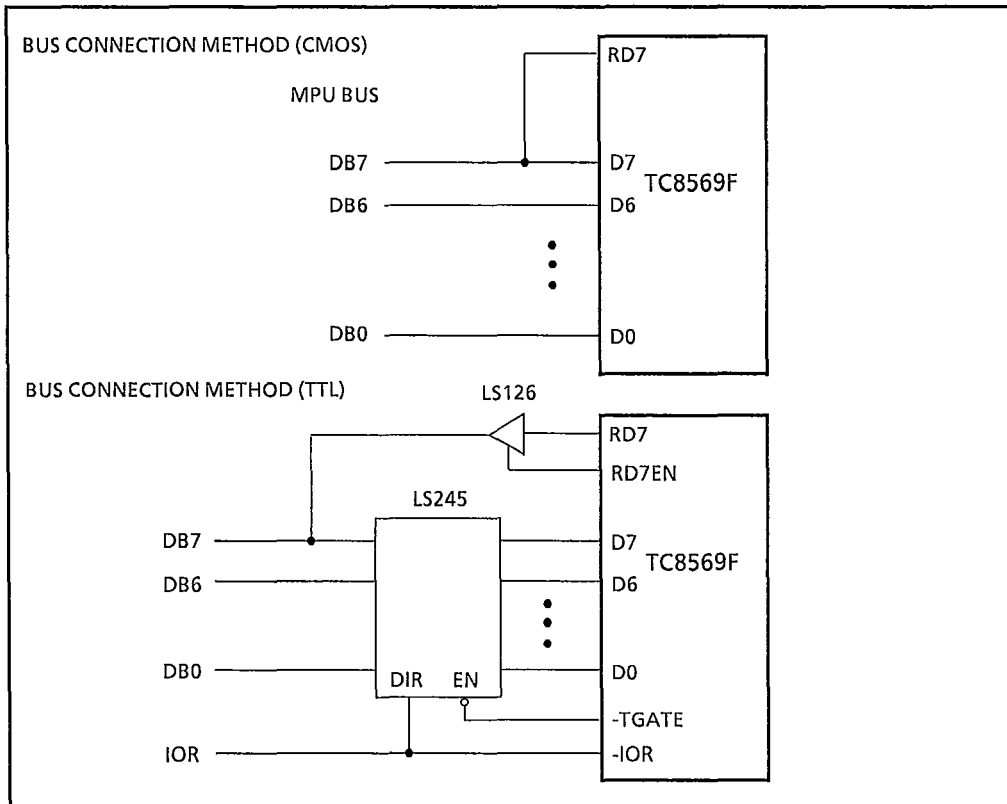 BUS CONNECTION METHOD (CMOS)
RD7
MPU BUS
DB7
D7
TC8569F
DB6
D6
DB0
D0
BUS CONNECTION METHOD (TTL)
LS126
RD7
RD7EN
LS245
DB7
D7
TC8569F
DB6
D6
DB0
D0
DIR EN
-TGATE
IOR
-IOR